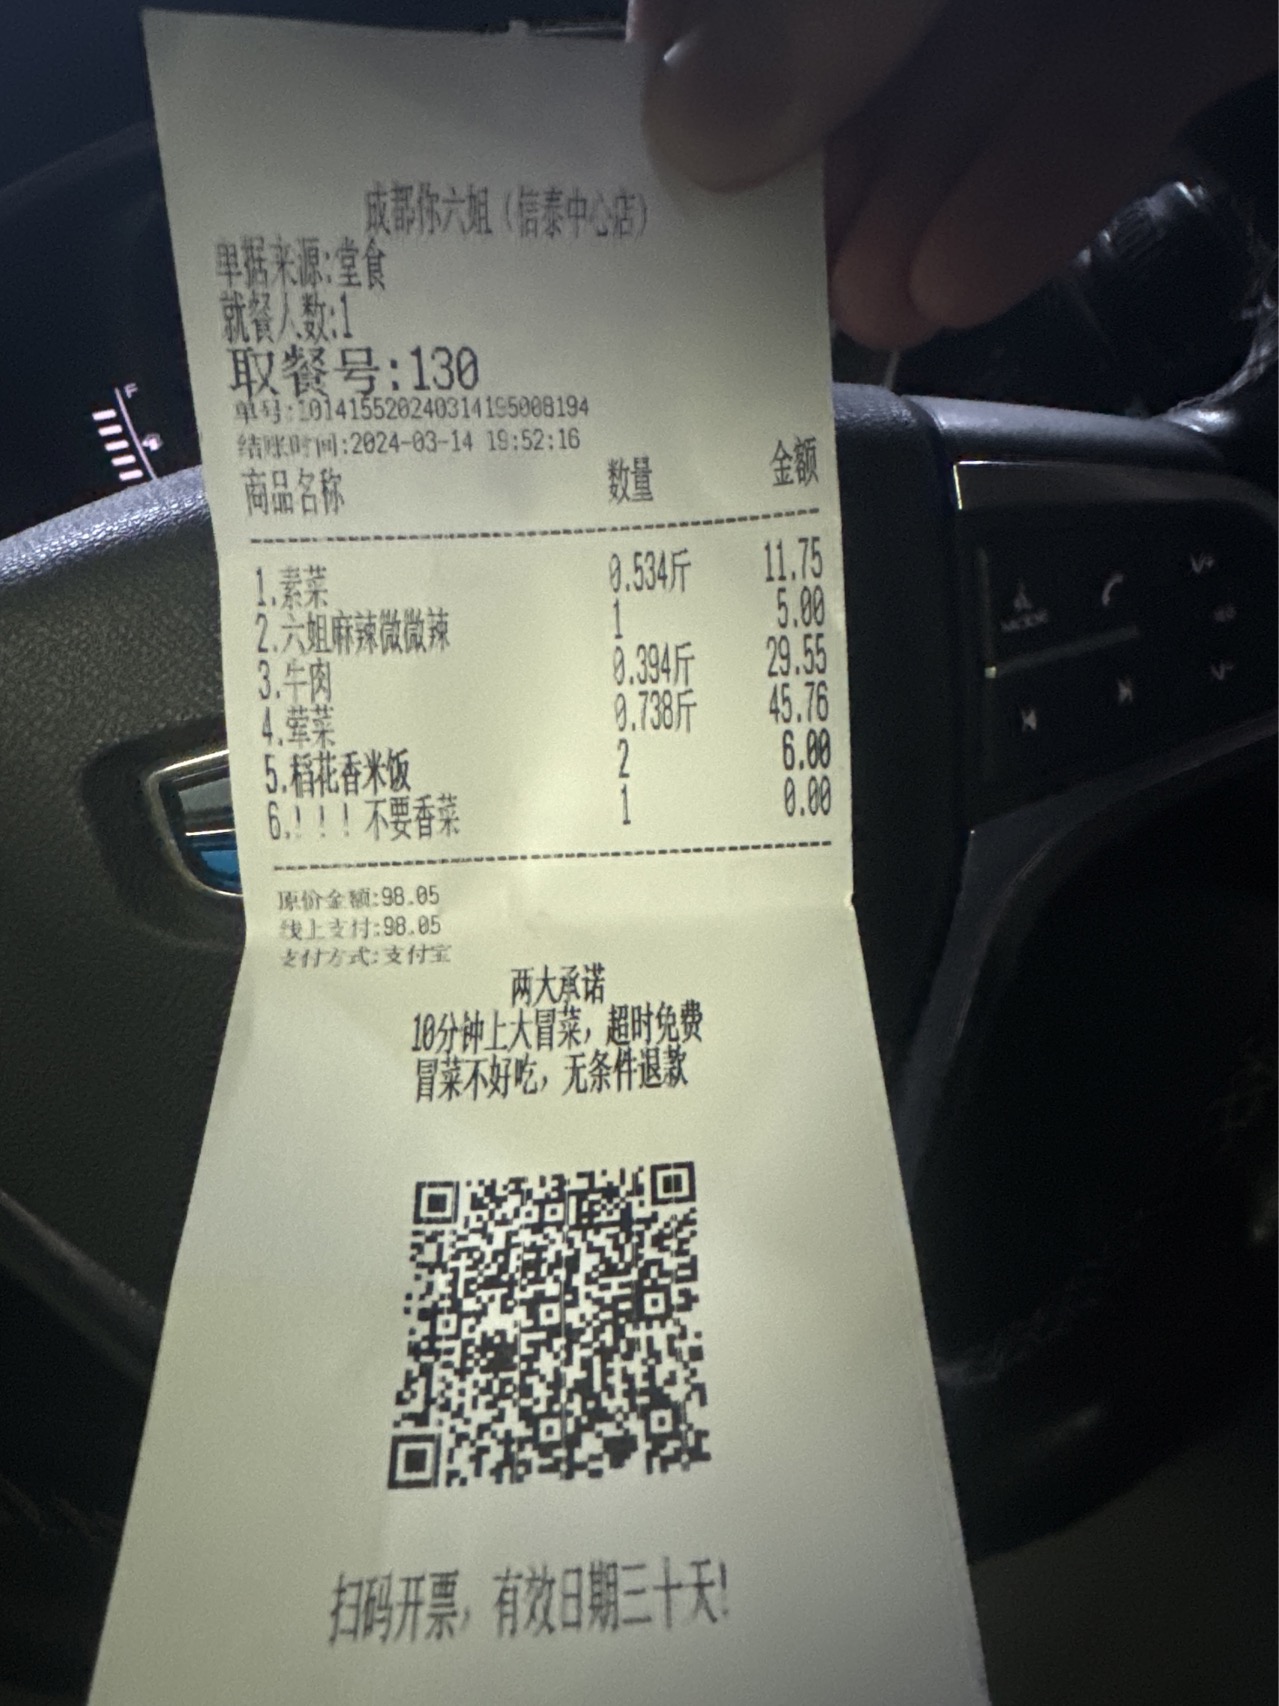 成都你六姐（信泰中心店）
单据来源:堂食
就餐人数:1
取餐号:130
单号:101415520240314195008194
结账时间:2024-03-14 19:52:16
商品名称 数量 金额
1.素菜 0.534斤 11.75
2.六姐麻辣微微辣 1 5.00
3.牛肉 0.394斤 29.55
4.荤菜 0.738斤 45.76
5.稻花香米饭 2 6.00
6.！！！不要香菜 1 0.00
原价金额:98.05
线上支付:98.05
支付方式:支付宝
两大承诺
10分钟上大冒菜，超时免费
冒菜不好吃，无条件退款
扫码开票，有效日期三十天!
F
V+
V-